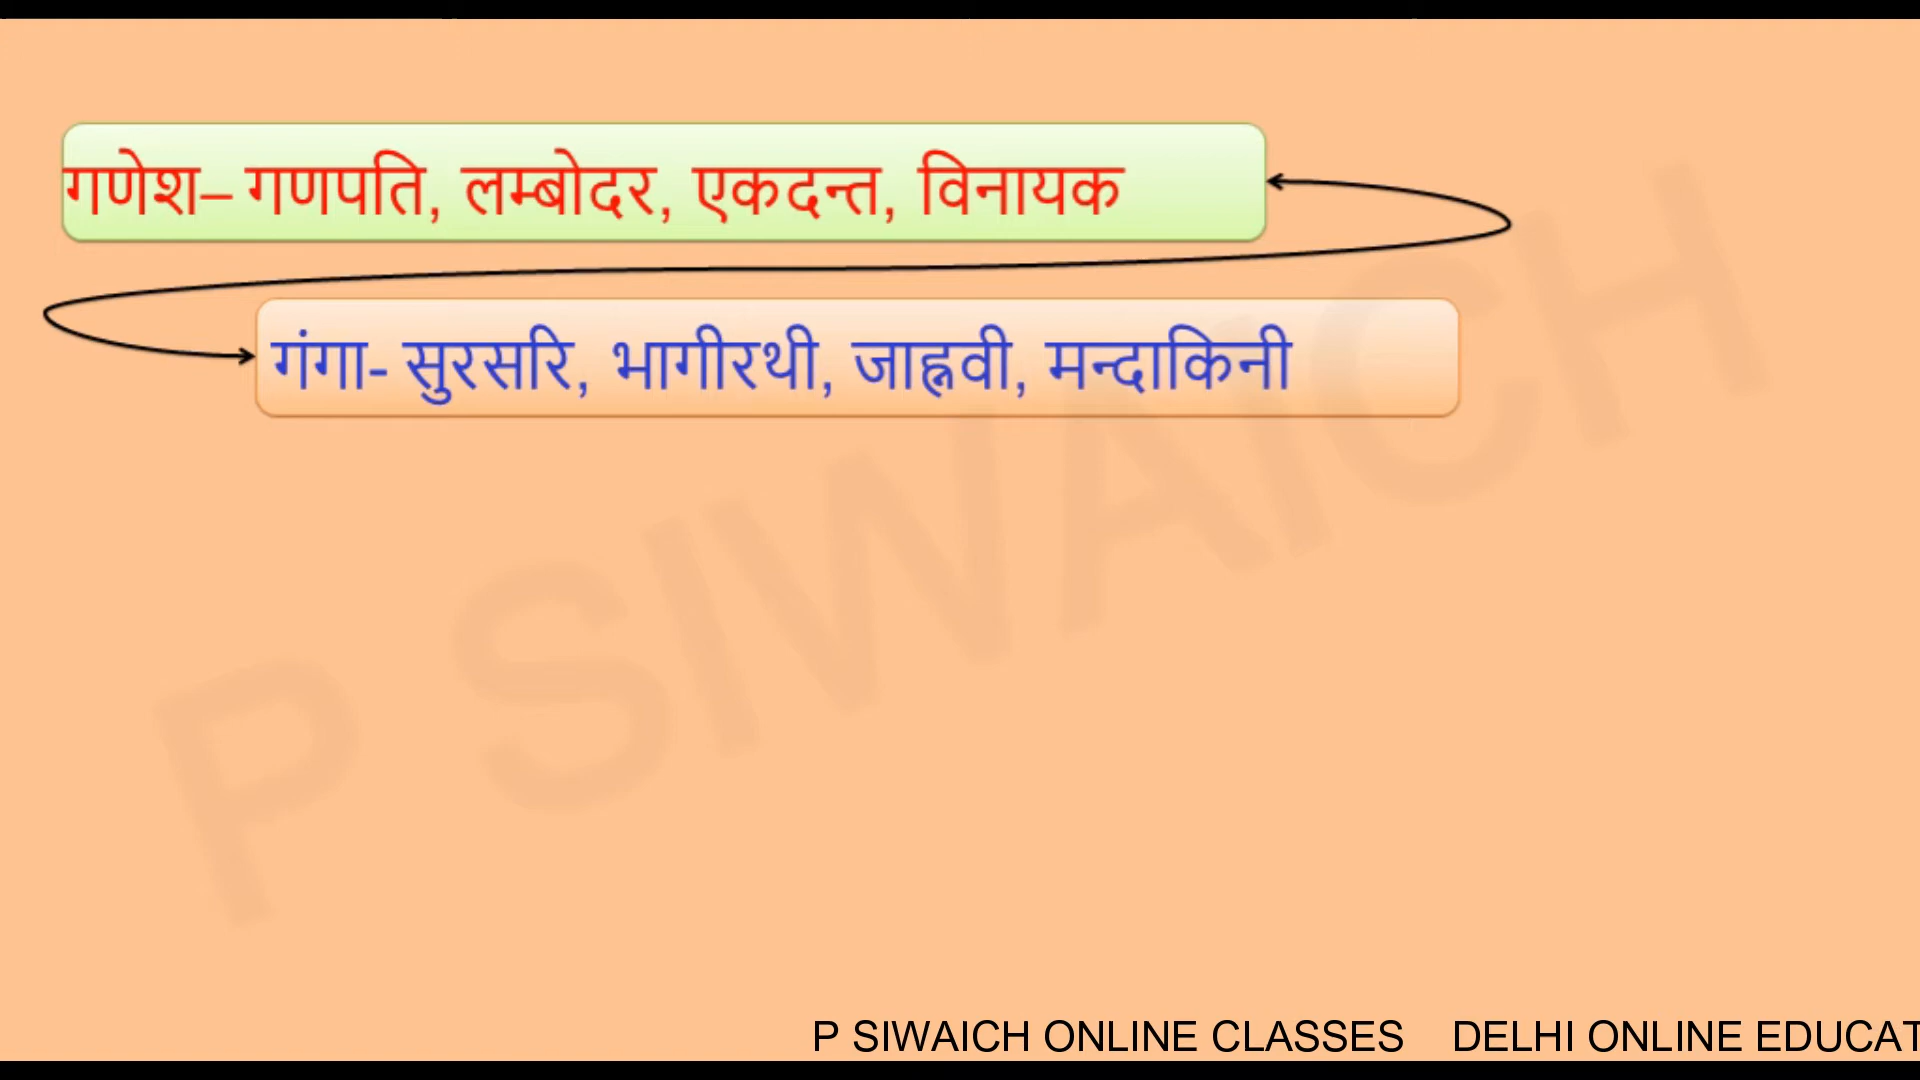 गणेश– गणपति, लम्बोदर, एकदन्त, विनायक
गंगा- सुरसरि, भागीरथी, जाह्नवी, मन्दाकिनी
P SIWAICH
P SIWAICH ONLINE CLASSES DELHI ONLINE EDUCAT